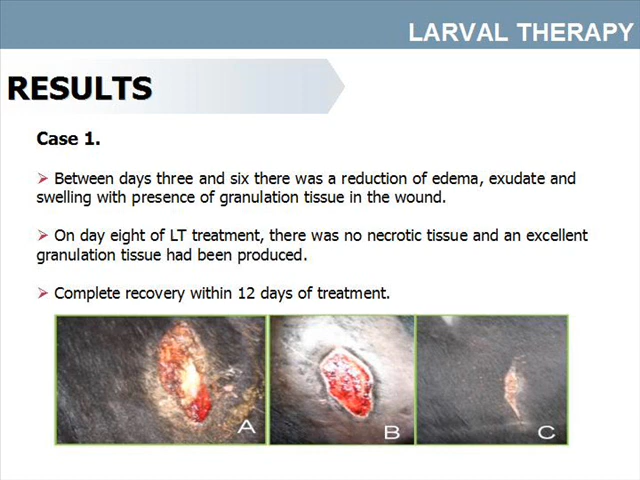 LARVAL THERAPY
RESULTS
Case 1.
➢ Between days three and six there was a reduction of edema, exudate and
swelling with presence of granulation tissue in the wound.
➢ On day eight of LT treatment, there was no necrotic tissue and an excellent
granulation tissue had been produced.
➢ Complete recovery within 12 days of treatment.
A B C